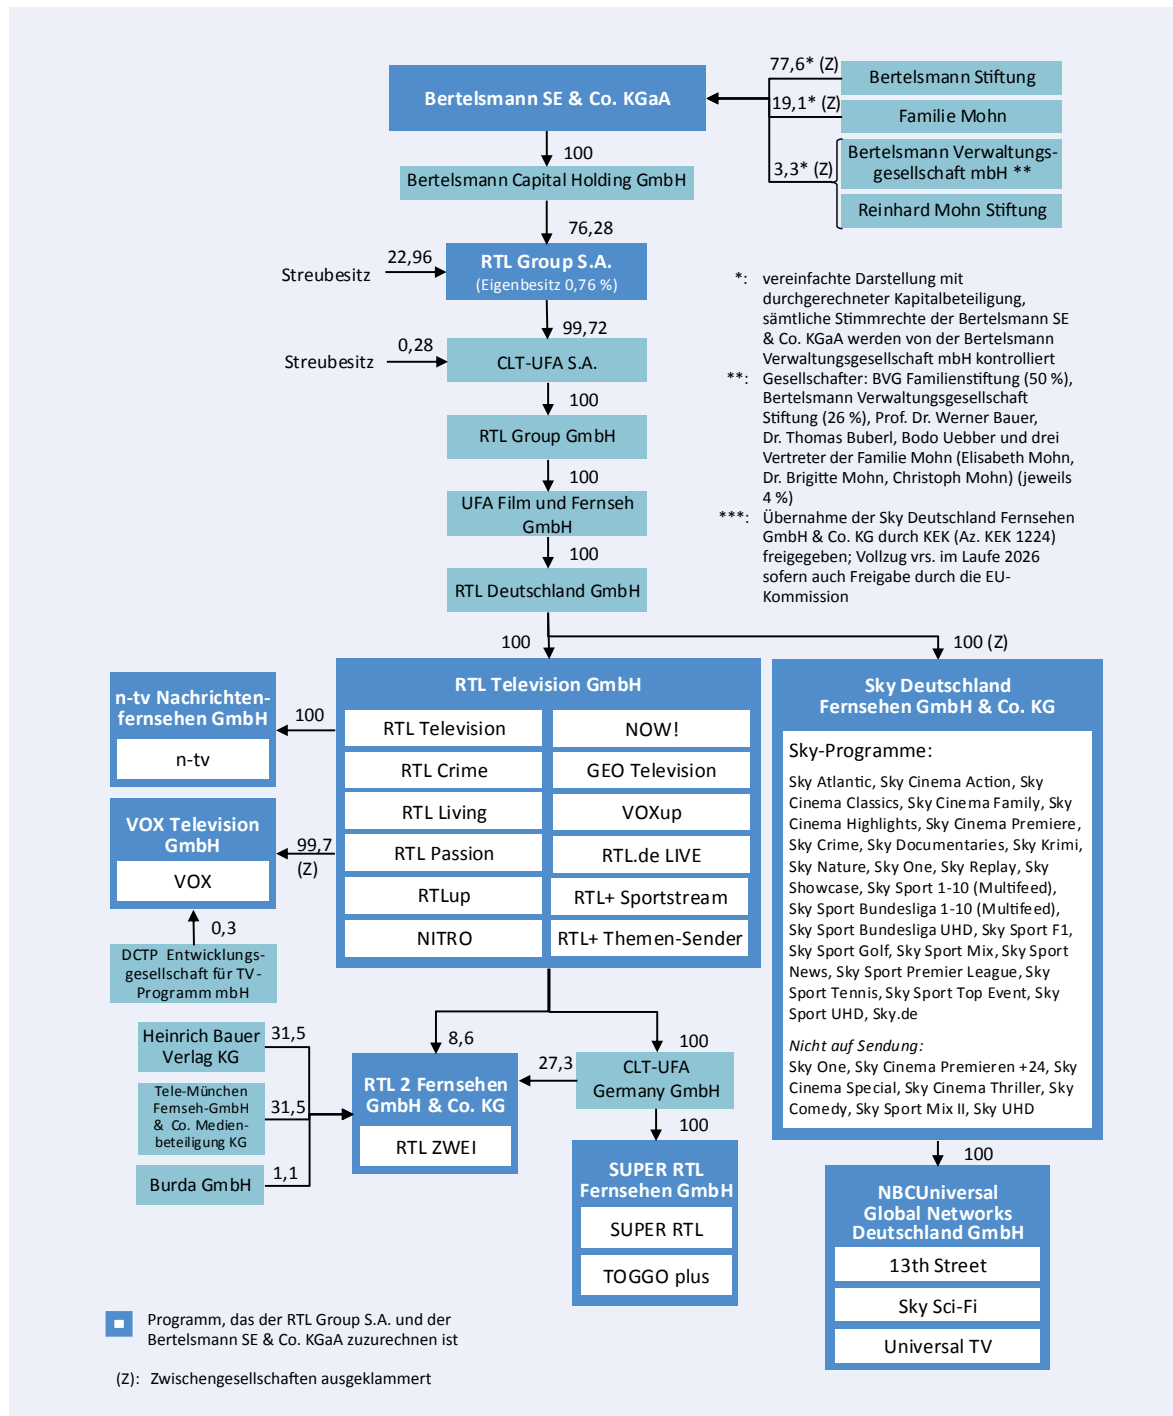 77,6* (Z)
Bertelsmann Stiftung
Bertelsmann SE & Co. KGaA
19,1* (Z)
Familie Mohn
3,3* (Z)
Bertelsmann Verwaltungs-
gesellschaft mbH **
Reinhard Mohn Stiftung
100
Bertelsmann Capital Holding GmbH
76,28
Streubesitz
22,96
RTL Group S.A.
(Eigenbesitz 0,76 %)
99,72
Streubesitz
0,28
CLT-UFA S.A.
100
RTL Group GmbH
100
UFA Film und Fernseh
GmbH
100
RTL Deutschland GmbH
*: vereinfachte Darstellung mit
durchgerechneter Kapitalbeteiligung,
sämtliche Stimmrechte der Bertelsmann SE
& Co. KGaA werden von der Bertelsmann
Verwaltungsgesellschaft mbH kontrolliert
**: Gesellschafter: BVG Familienstiftung (50 %),
Bertelsmann Verwaltungsgesellschaft
Stiftung (26 %), Prof. Dr. Werner Bauer,
Dr. Thomas Buberl, Bodo Uebber und drei
Vertreter der Familie Mohn (Elisabeth Mohn,
Dr. Brigitte Mohn, Christoph Mohn) (jeweils
4 %)
***: Übernahme der Sky Deutschland Fernsehen
GmbH & Co. KG durch KEK (Az. KEK 1224)
freigegeben; Vollzug vrs. im Laufe 2026
sofern auch Freigabe durch die EU-
Kommission
100
100 (Z)
n-tv Nachrichten-
fernsehen GmbH
n-tv
100
VOX Television
GmbH
VOX
99,7
(Z)
0,3
DCTP Entwicklungs-
gesellschaft für TV-
Programm mbH
RTL Television GmbH
RTL Television
NOW!
RTL Crime
GEO Television
RTL Living
VOXup
RTL Passion
RTL.de LIVE
RTLup
RTL+ Sportstream
NITRO
RTL+ Themen-Sender
Sky Deutschland
Fernsehen GmbH & Co. KG
Sky-Programme:
Sky Atlantic, Sky Cinema Action, Sky
Cinema Classics, Sky Cinema Family, Sky
Cinema Highlights, Sky Cinema Premiere,
Sky Crime, Sky Documentaries, Sky Krimi,
Sky Nature, Sky One, Sky Replay, Sky
Showcase, Sky Sport 1-10 (Multifeed),
Sky Sport Bundesliga 1-10 (Multifeed),
Sky Sport Bundesliga UHD, Sky Sport F1,
Sky Sport Golf, Sky Sport Mix, Sky Sport
News, Sky Sport Premier League, Sky
Sport Tennis, Sky Sport Top Event, Sky
Sport UHD, Sky.de
Nicht auf Sendung:
Sky One, Sky Cinema Premieren +24, Sky
Cinema Special, Sky Cinema Thriller, Sky
Comedy, Sky Sport Mix II, Sky UHD
Heinrich Bauer
Verlag KG
31,5
Tele-München
Fernseh-GmbH
& Co. Medien-
beteiligung KG
31,5
Burda GmbH
1,1
8,6
RTL 2 Fernsehen
GmbH & Co. KG
RTL ZWEI
27,3
100
CLT-UFA
Germany GmbH
100
SUPER RTL
Fernsehen GmbH
SUPER RTL
TOGGO plus
100
NBCUniversal
Global Networks
Deutschland GmbH
13th Street
Sky Sci-Fi
Universal TV
Programm, das der RTL Group S.A. und der
Bertelsmann SE & Co. KGaA zuzurechnen ist
(Z): Zwischengesellschaften ausgeklammert